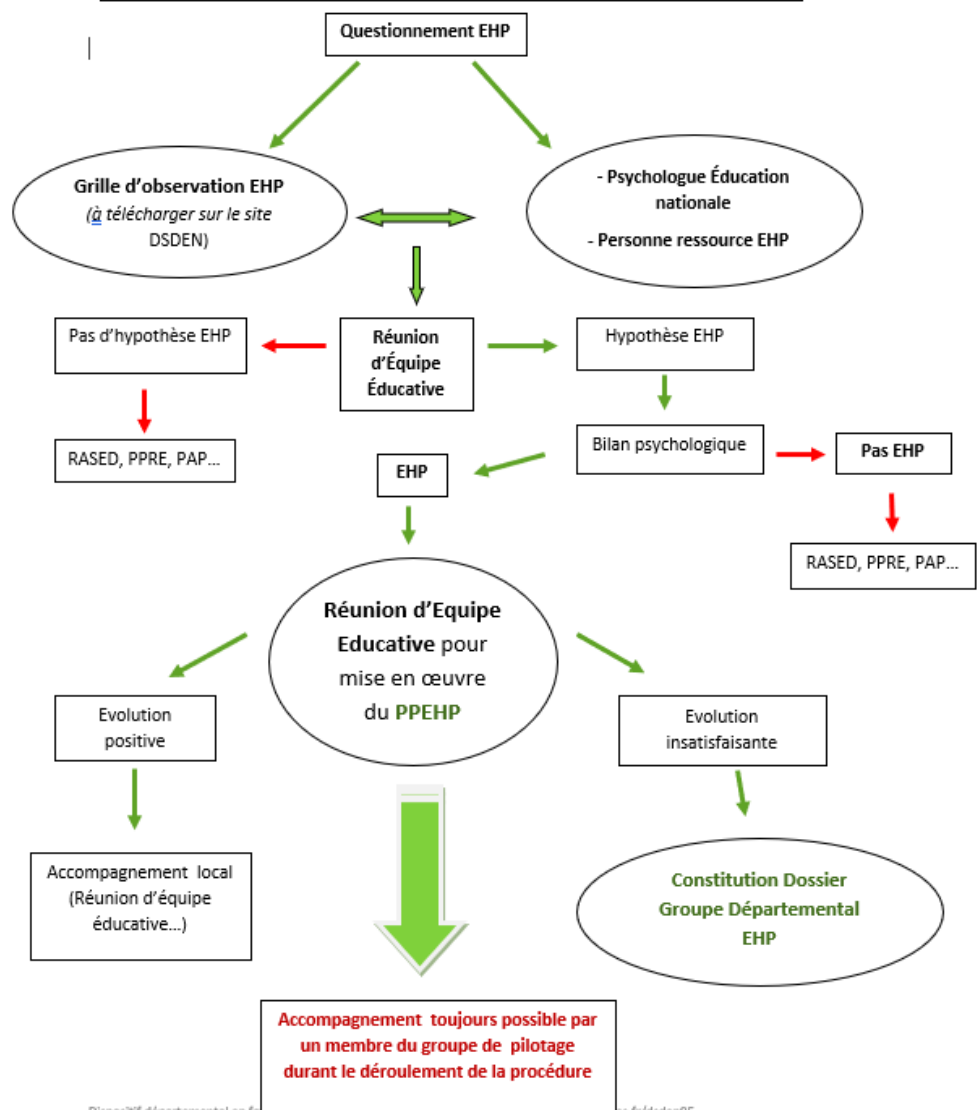 Questionnement EHP
Grille d'observation EHP
(à télécharger sur le site
DSDEN)
- Psychologue Éducation
nationale
- Personne ressource EHP
Pas d'hypothèse EHP
Réunion
d'Équipe
Éducative
Hypothèse EHP
RASED, PPRE, PAP...
Bilan psychologique
Pas EHP
EHP
RASED, PPRE, PAP...
Réunion d'Equipe
Educative pour
mise en œuvre
du PPEHP
Evolution
positive
Evolution
insatisfaisante
Accompagnement local
(Réunion d'équipe
éducative...)
Constitution Dossier
Groupe Départemental
EHP
Accompagnement toujours possible par
un membre du groupe de pilotage
durant le déroulement de la procédure
Dispositif départemental en